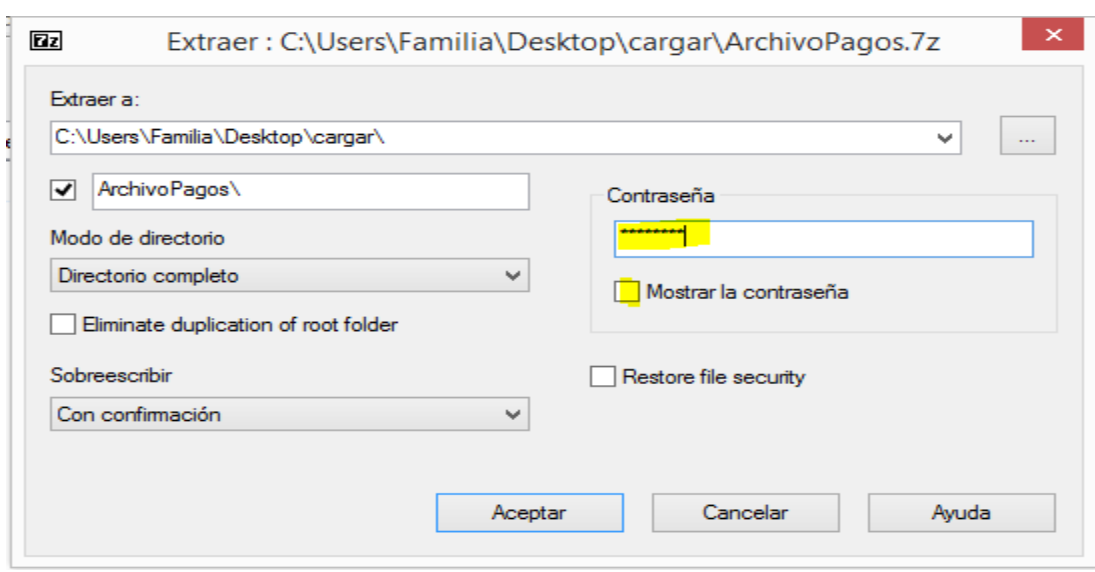 7z
Extraer : C:\Users\Familia\Desktop\cargar\ArchivoPagos.7z
Extraer a:
C:\Users\Familia\Desktop\cargar\
...
ArchivoPagos\
Contraseña
********
Modo de directorio
Directorio completo
Mostrar la contraseña
Eliminate duplication of root folder
Sobreescribir
Restore file security
Con confirmación
Aceptar
Cancelar
Ayuda